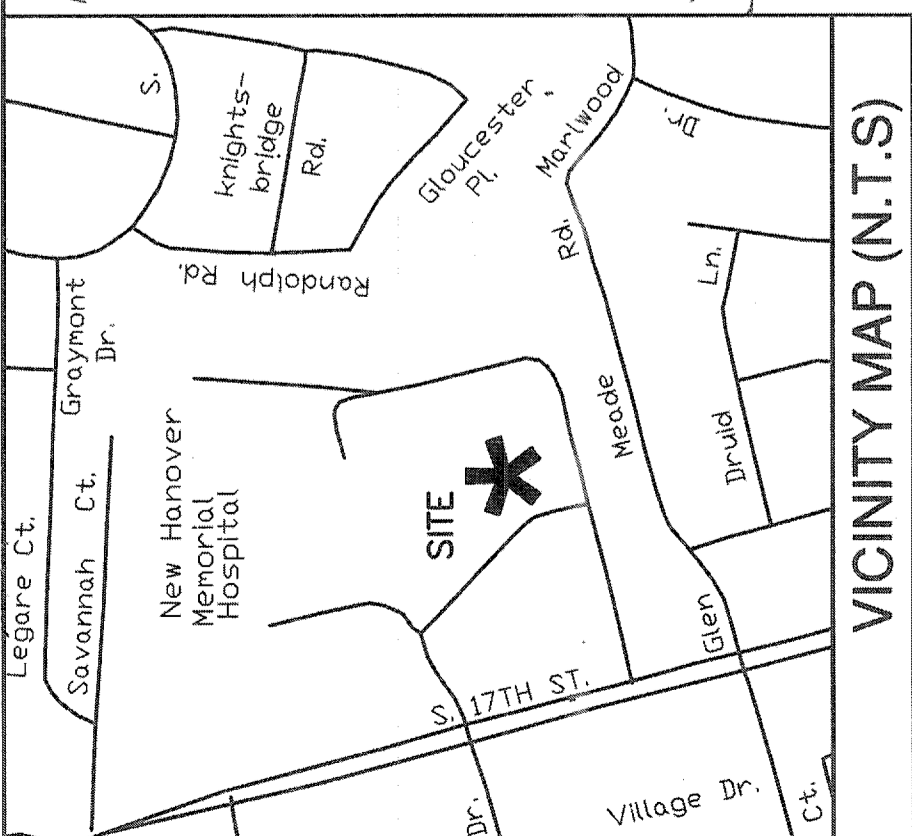 S.
knights-
bridge
Rd.
Gloucester
Pl.
Marlwood
Dr.
Randolph
Rd.
Rd.
Ln.
Graymont
Dr.
Legare Ct.
Savannah Ct.
New Hanover
Memorial
Hospital
SITE
Meade
Druid
Glen
S. 17TH ST.
Dr.
Village Dr.
Ct.
VICINITY MAP (N.T.S)